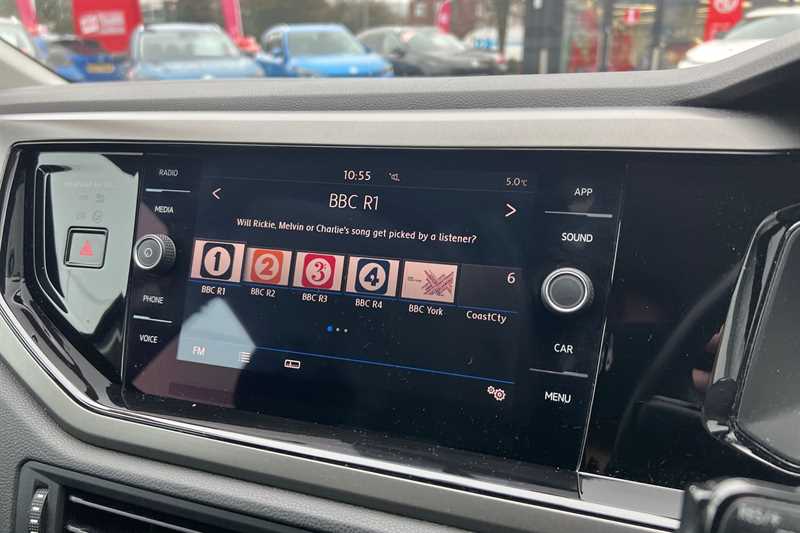 RADIO
10:55
5.0°C
APP
MEDIA
BBC R1
Will Rickie, Melvin or Charlie's song get picked by a listener?
SOUND
1
2
3
4
6
BBC R1
BBC R2
BBC R3
BBC R4
BBC York
CoastCty
PHONE
VOICE
FM
CAR
MENU